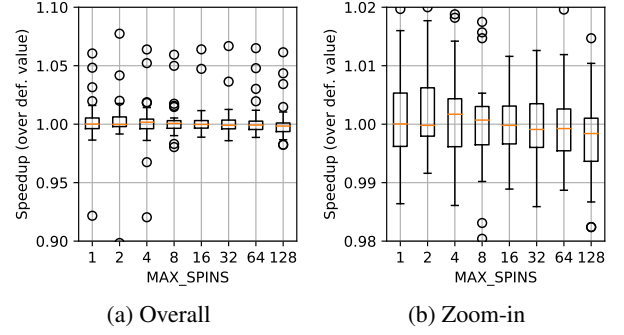 Speedup (over def. value)
1.10
1.05
1.00
0.95
0.90
1 2 4 8 16 32 64 128
MAX_SPINS
(a) Overall
Speedup (over def. value)
1.02
1.01
1.00
0.99
0.98
1 2 4 8 16 32 64 128
MAX_SPINS
(b) Zoom-in